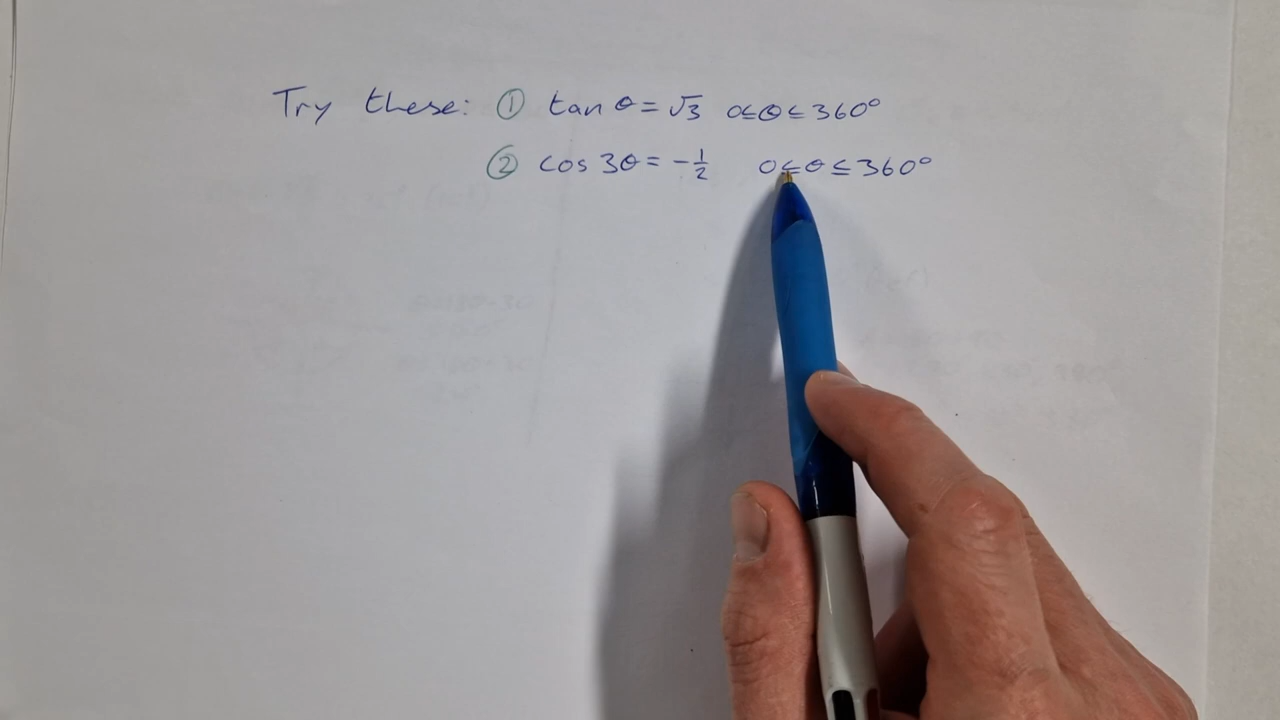 Try these: ① tan θ = √3 0≤θ≤360°
② cos 3θ = -1/2 0≤θ≤360°